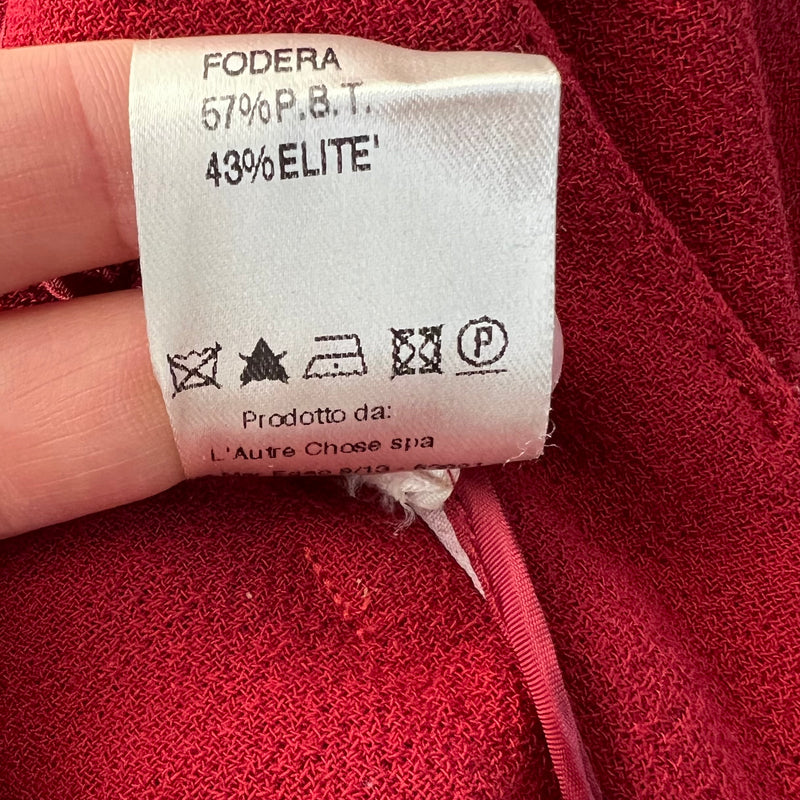 FODERA
57%P.B.T.
43%ELITE'
P
Prodotto da:
L'Autre Chose spa